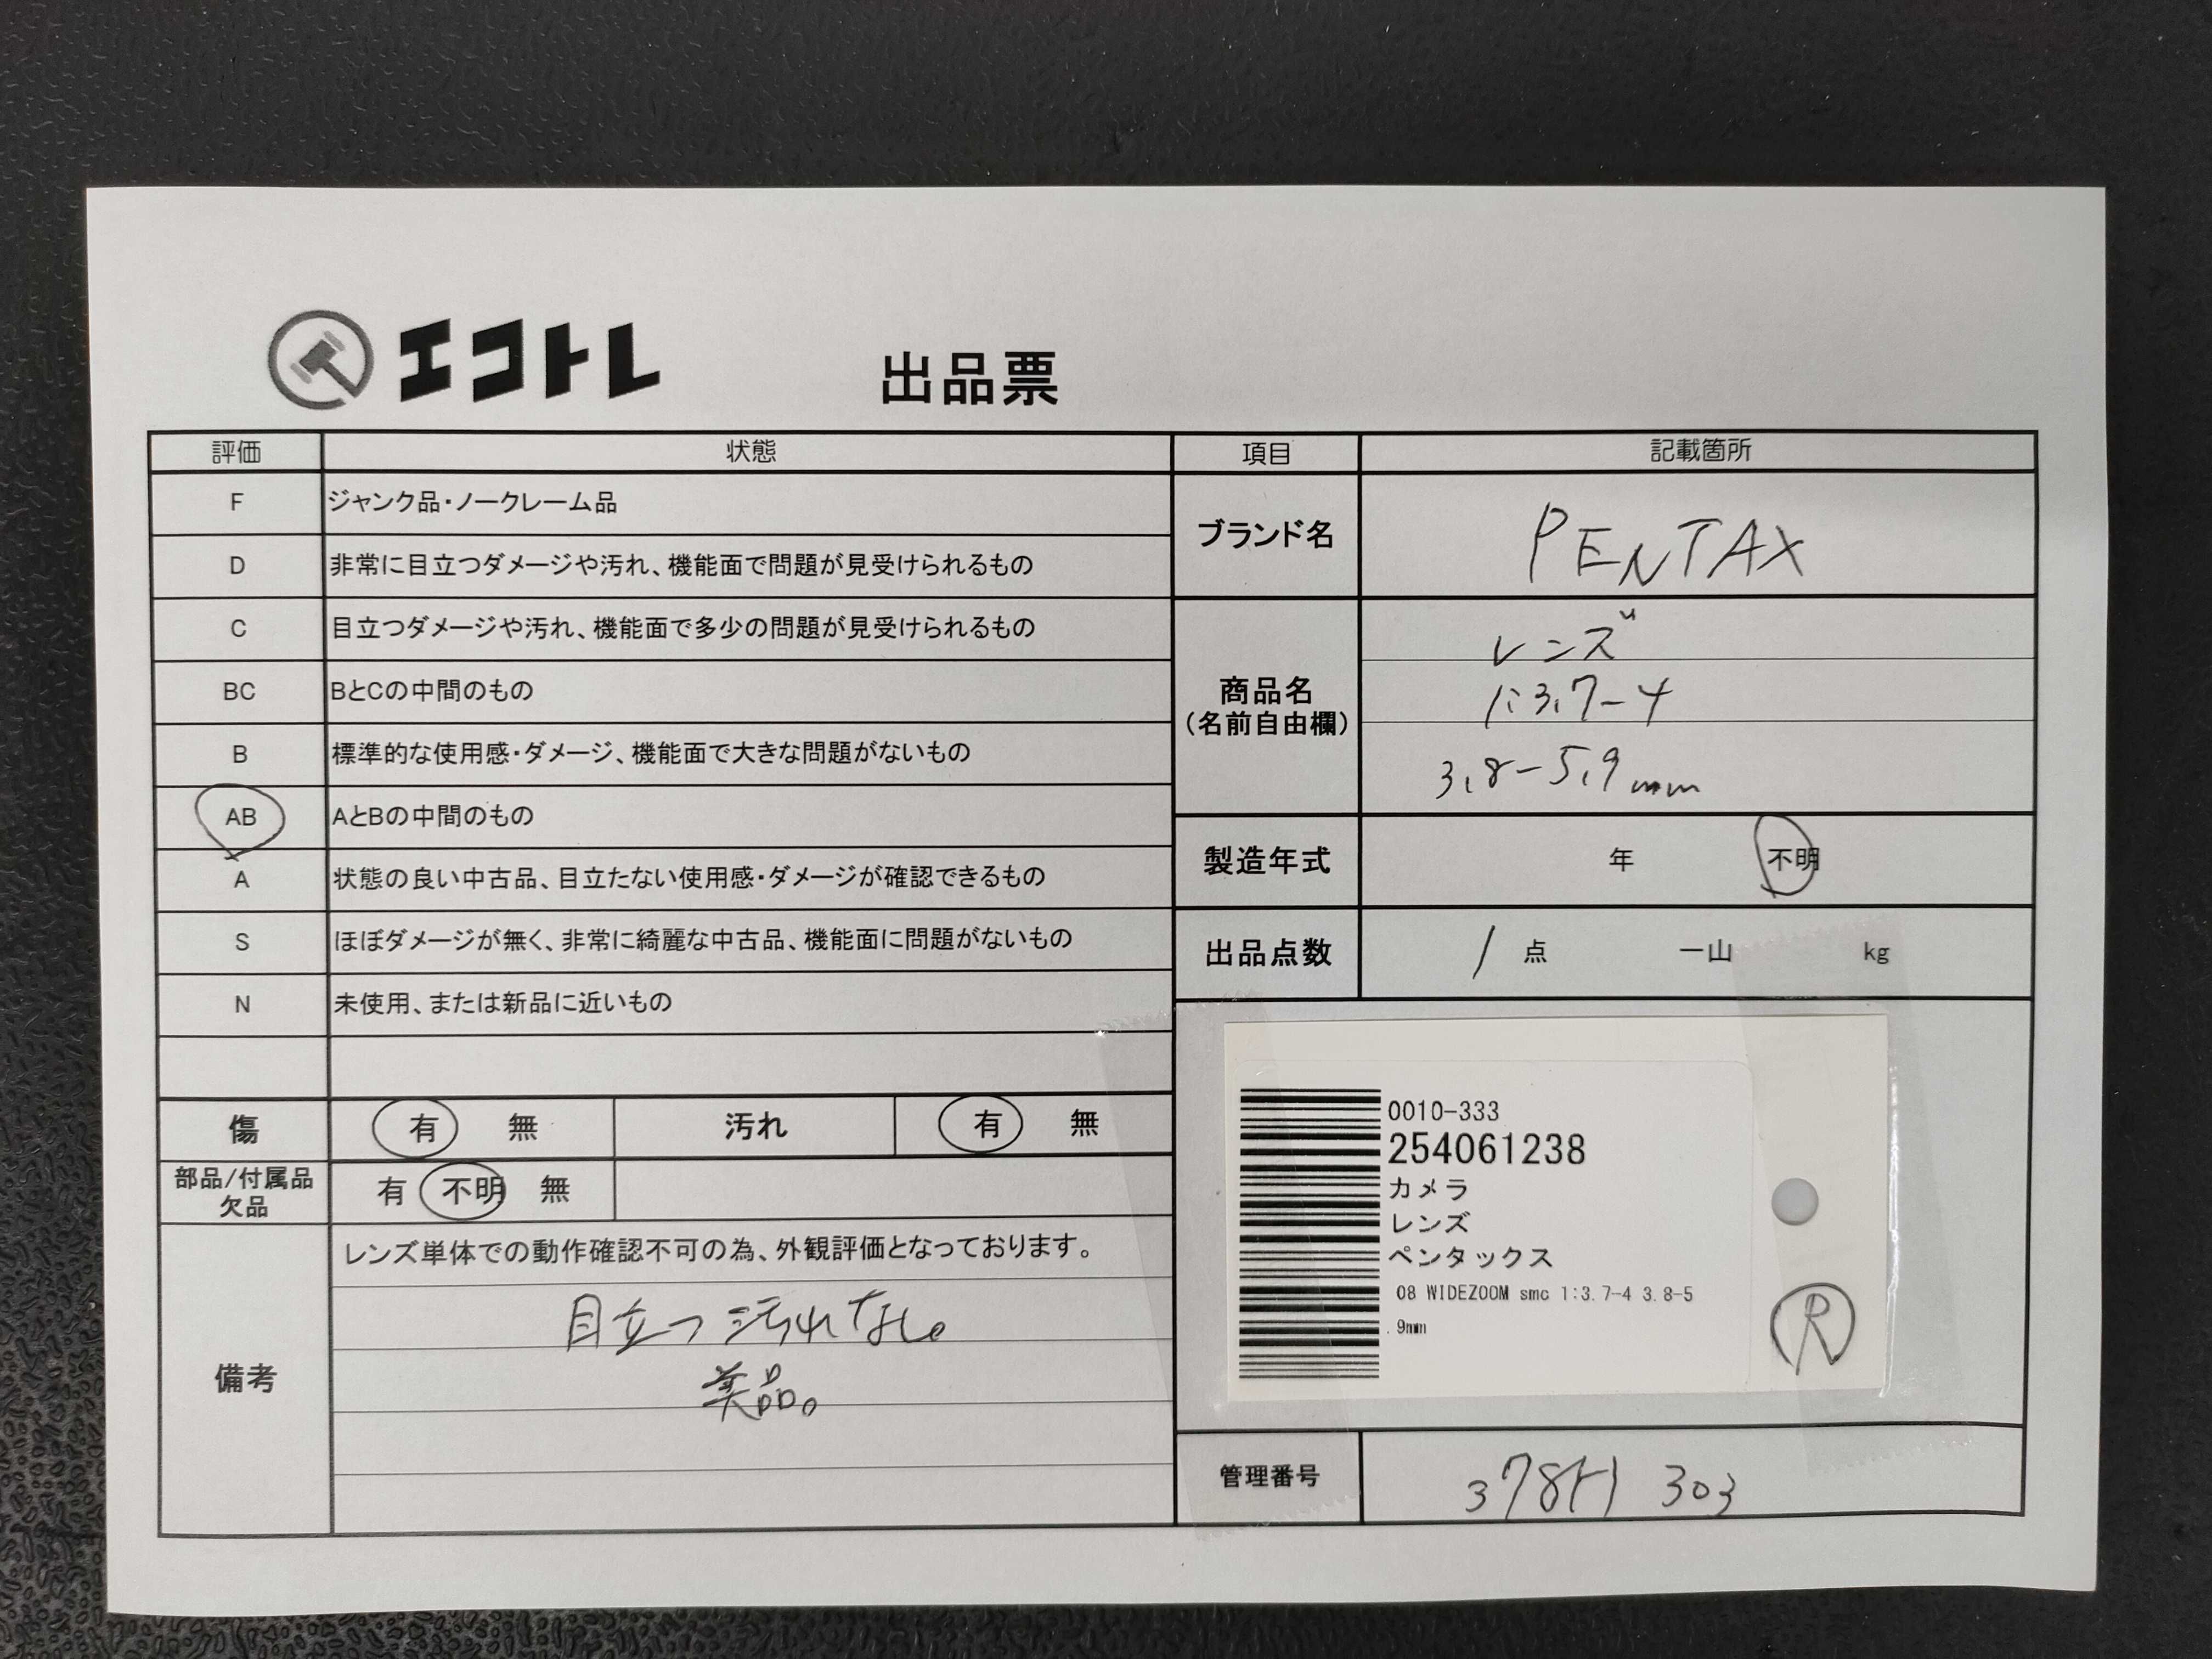 エコトレ 出品票
評価 状態
F ジャンク品・ノークレーム品
D 非常に目立つダメージや汚れ、機能面で問題が見受けられるもの
C 目立つダメージや汚れ、機能面で多少の問題が見受けられるもの
BC BとCの中間のもの
B 標準的な使用感・ダメージ、機能面で大きな問題がないもの
AB AとBの中間のもの
A 状態の良い中古品、目立たない使用感・ダメージが確認できるもの
S ほぼダメージが無く、非常に綺麗な中古品、機能面に問題がないもの
N 未使用、または新品に近いもの
傷 有 無 汚れ 有 無
部品/付属品
欠品 有 不明 無
備考
レンズ単体での動作確認不可の為、外観評価となっております。
目立つ汚れなし。
美品。
項目 記載箇所
ブランド名 PENTAX
商品名
(名前自由欄)
レンズ
1:3.7-4
3.8-5.9mm
製造年式 年 不明
出品点数 1 点 一山 kg
0010-333
254061238
カメラ
レンズ
ペンタックス
08 WIDEZOOM smc 1:3.7-4 3.8-5
.9mm
R
管理番号 303